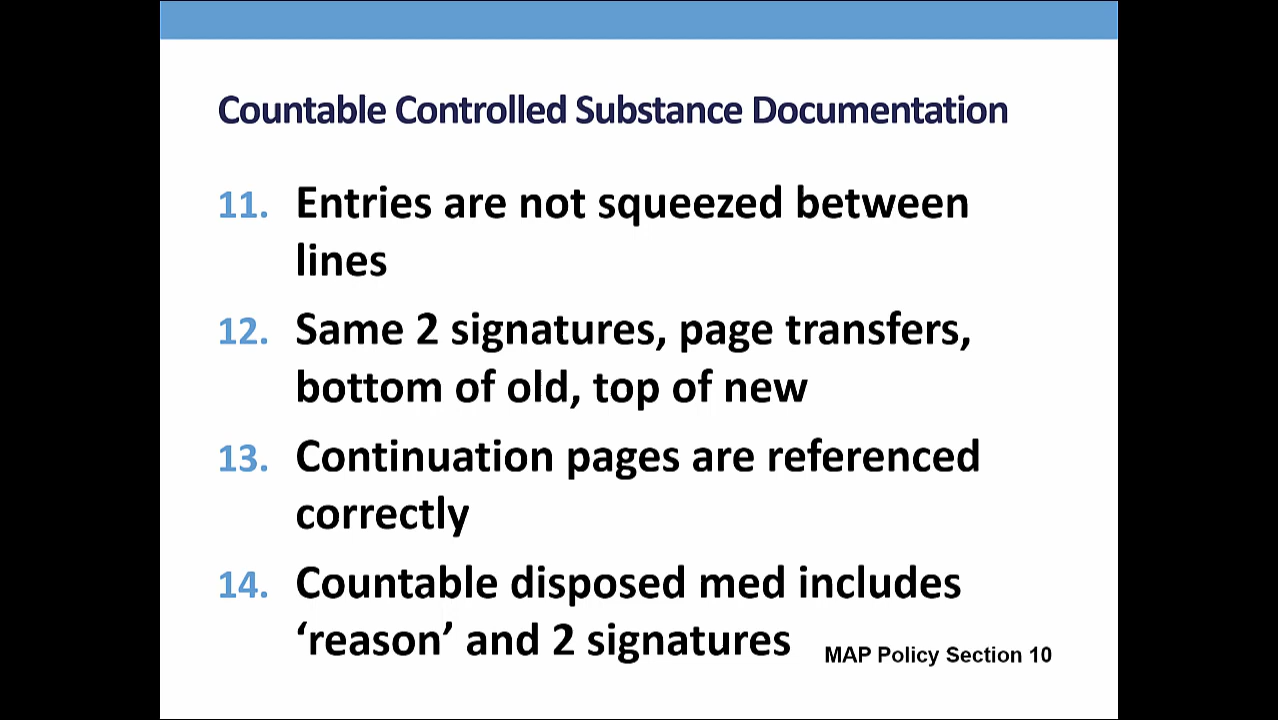 Countable Controlled Substance Documentation
11. Entries are not squeezed between
lines
12. Same 2 signatures, page transfers,
bottom of old, top of new
13. Continuation pages are referenced
correctly
14. Countable disposed med includes
‘reason’ and 2 signatures
MAP Policy Section 10